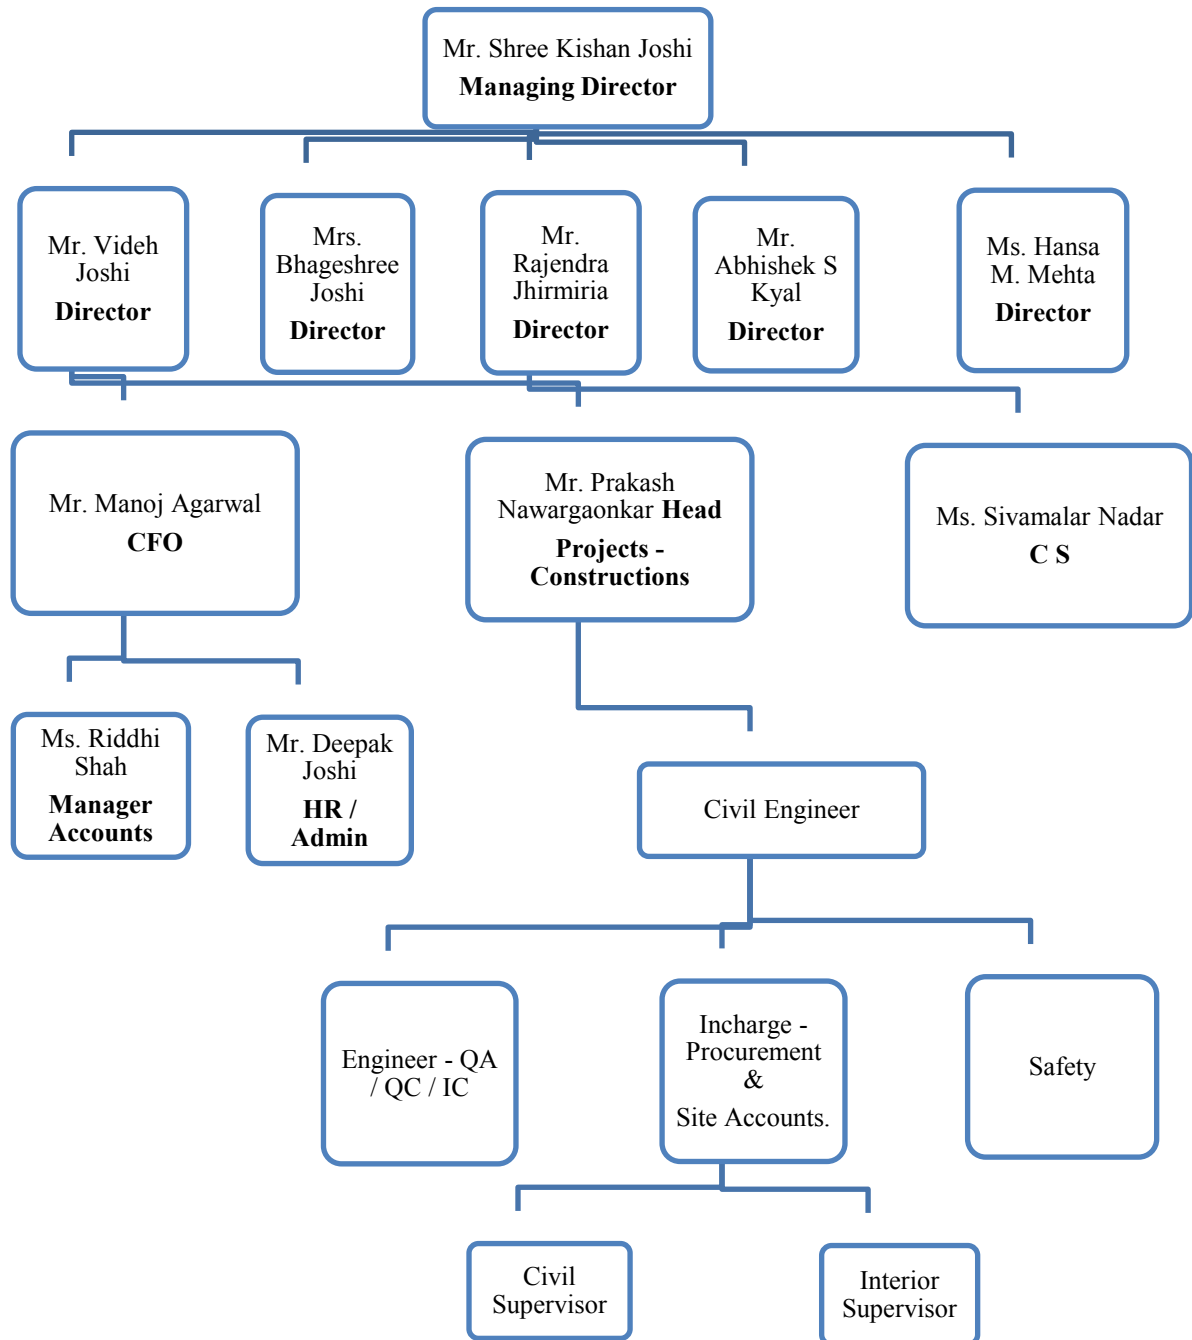 Mr. Shree Kishan Joshi
Managing Director
Mr. Videh
Joshi
Director
Mrs.
Bhageshree
Joshi
Director
Mr.
Rajendra
Jhirmiria
Director
Mr.
Abhishek S
Kyal
Director
Ms. Hansa
M. Mehta
Director
Mr. Manoj Agarwal
CFO
Mr. Prakash
Nawargaonkar Head
Projects -
Constructions
Ms. Sivamalar Nadar
C S
Ms. Riddhi
Shah
Manager
Accounts
Mr. Deepak
Joshi
HR /
Admin
Civil Engineer
Engineer - QA
/ QC / IC
Incharge -
Procurement
&
Site Accounts.
Safety
Civil
Supervisor
Interior
Supervisor